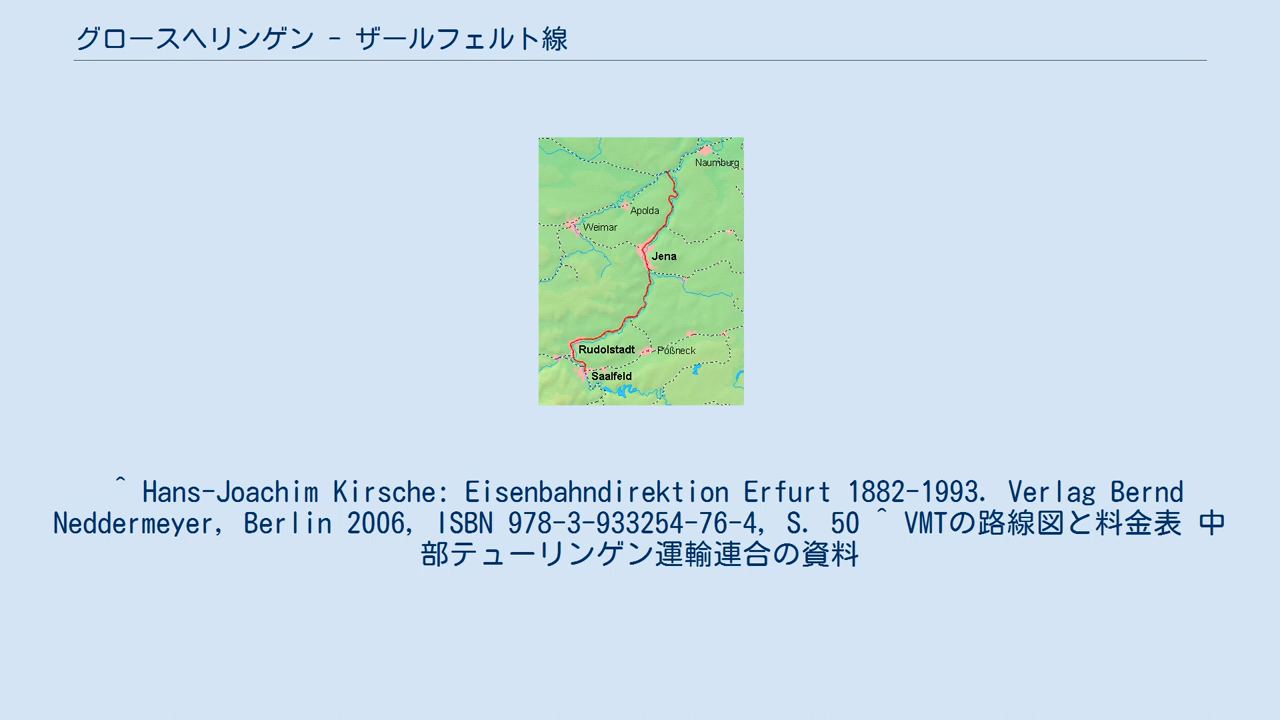 グロースヘリンゲン - ザールフェルト線
Naumburg
Apolda
Weimar
Jena
Rudolstadt
Pößneck
Saalfeld
^ Hans-Joachim Kirsche: Eisenbahndirektion Erfurt 1882-1993. Verlag Bernd
Neddermeyer, Berlin 2006, ISBN 978-3-933254-76-4, S. 50 ^ VMTの路線図と料金表 中
部テューリンゲン運輸連合の資料